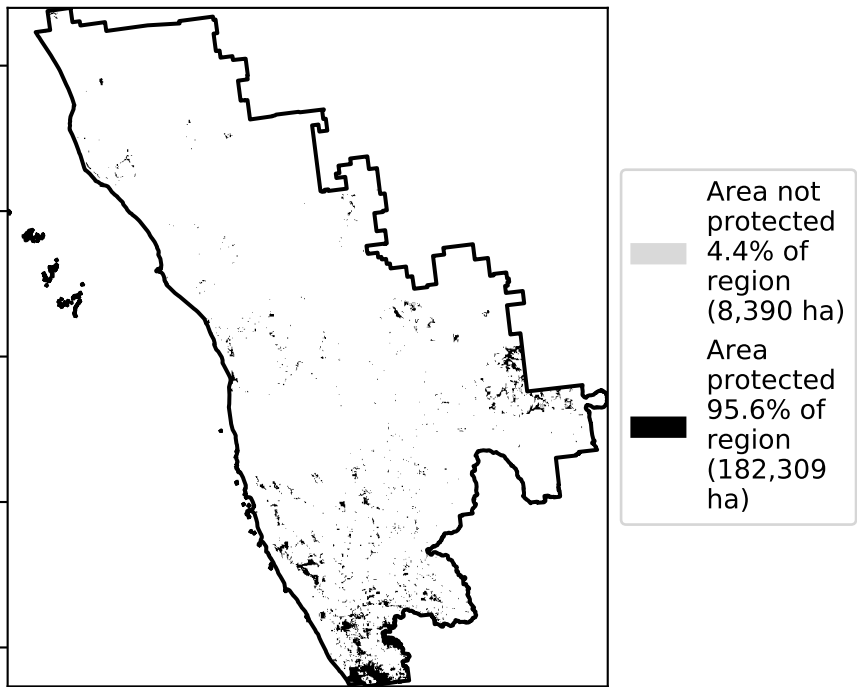 Area not
protected
4.4% of
region
(8,390 ha)
Area
protected
95.6% of
region
(182,309
ha)